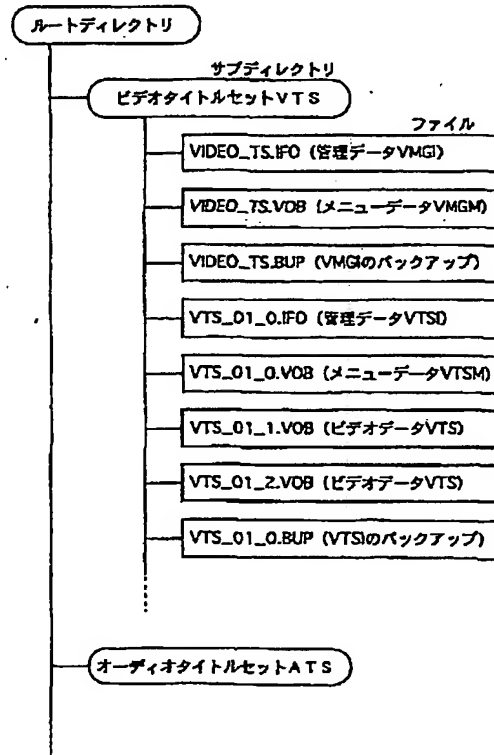 ルートディレクトリ
サブディレクトリ
ビデオタイトルセットVTS
ファイル
VIDEO_TS.IFO (管理データVMGI)
VIDEO_TS.VOB (メニューデータVMGM)
VIDEO_TS.BUP (VMGIのバックアップ)
VTS_01_0.IFO (管理データVTSI)
VTS_01_0.VOB (メニューデータVTSM)
VTS_01_1.VOB (ビデオデータVTS)
VTS_01_2.VOB (ビデオデータVTS)
VTS_01_0.BUP (VTSIのバックアップ)
オーディオタイトルセットATS